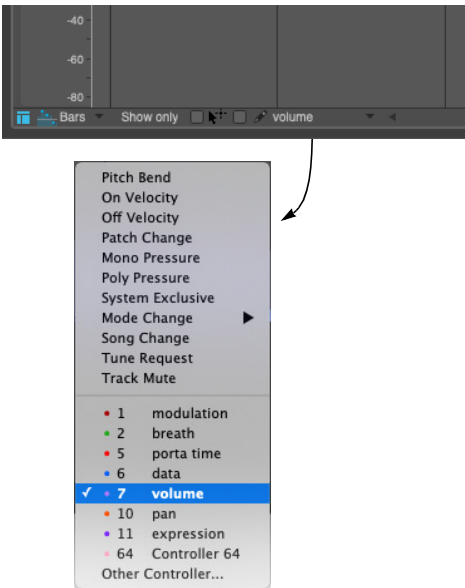 -40
-60
-80
Bars Show only volume
Pitch Bend
On Velocity
Off Velocity
Patch Change
Mono Pressure
Poly Pressure
System Exclusive
Mode Change
Song Change
Tune Request
Track Mute
1 modulation
2 breath
5 porta time
6 data
7 volume
10 pan
11 expression
64 Controller 64
Other Controller...